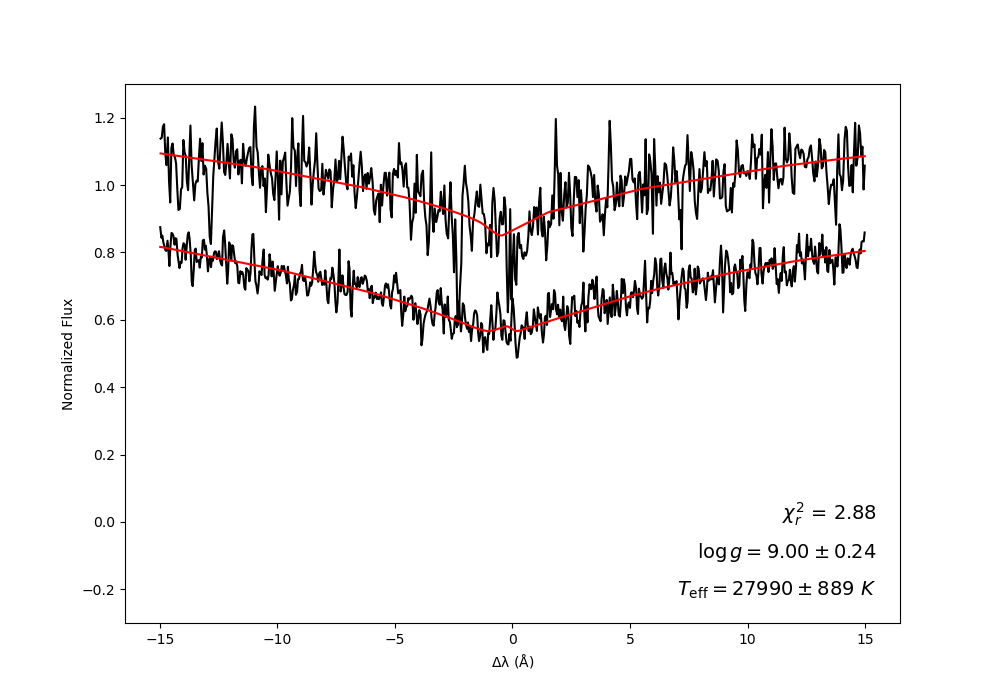 1.2
1.0
0.8
0.6
0.4
0.2
0.0
−0.2
Normalized Flux
χ²ᵣ = 2.88
log g = 9.00 ± 0.24
T_eff = 27990 ± 889 K
−15 −10 −5 0 5 10 15
Δλ (Å)